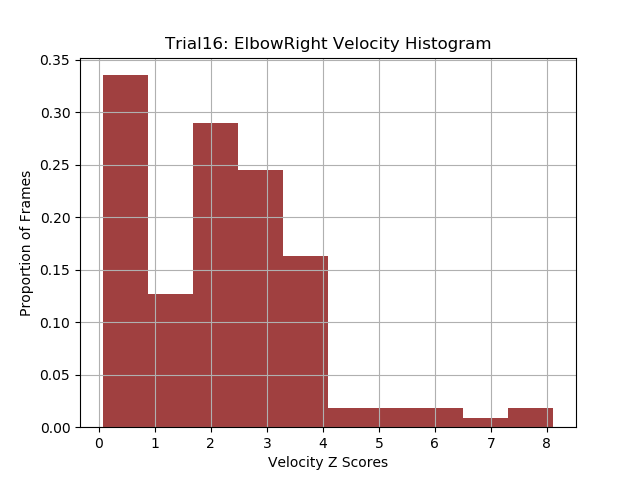 Trial16: ElbowRight Velocity Histogram
0.35
0.30
0.25
0.20
0.15
0.10
0.05
0.00
Proportion of Frames
0 1 2 3 4 5 6 7 8
Velocity Z Scores